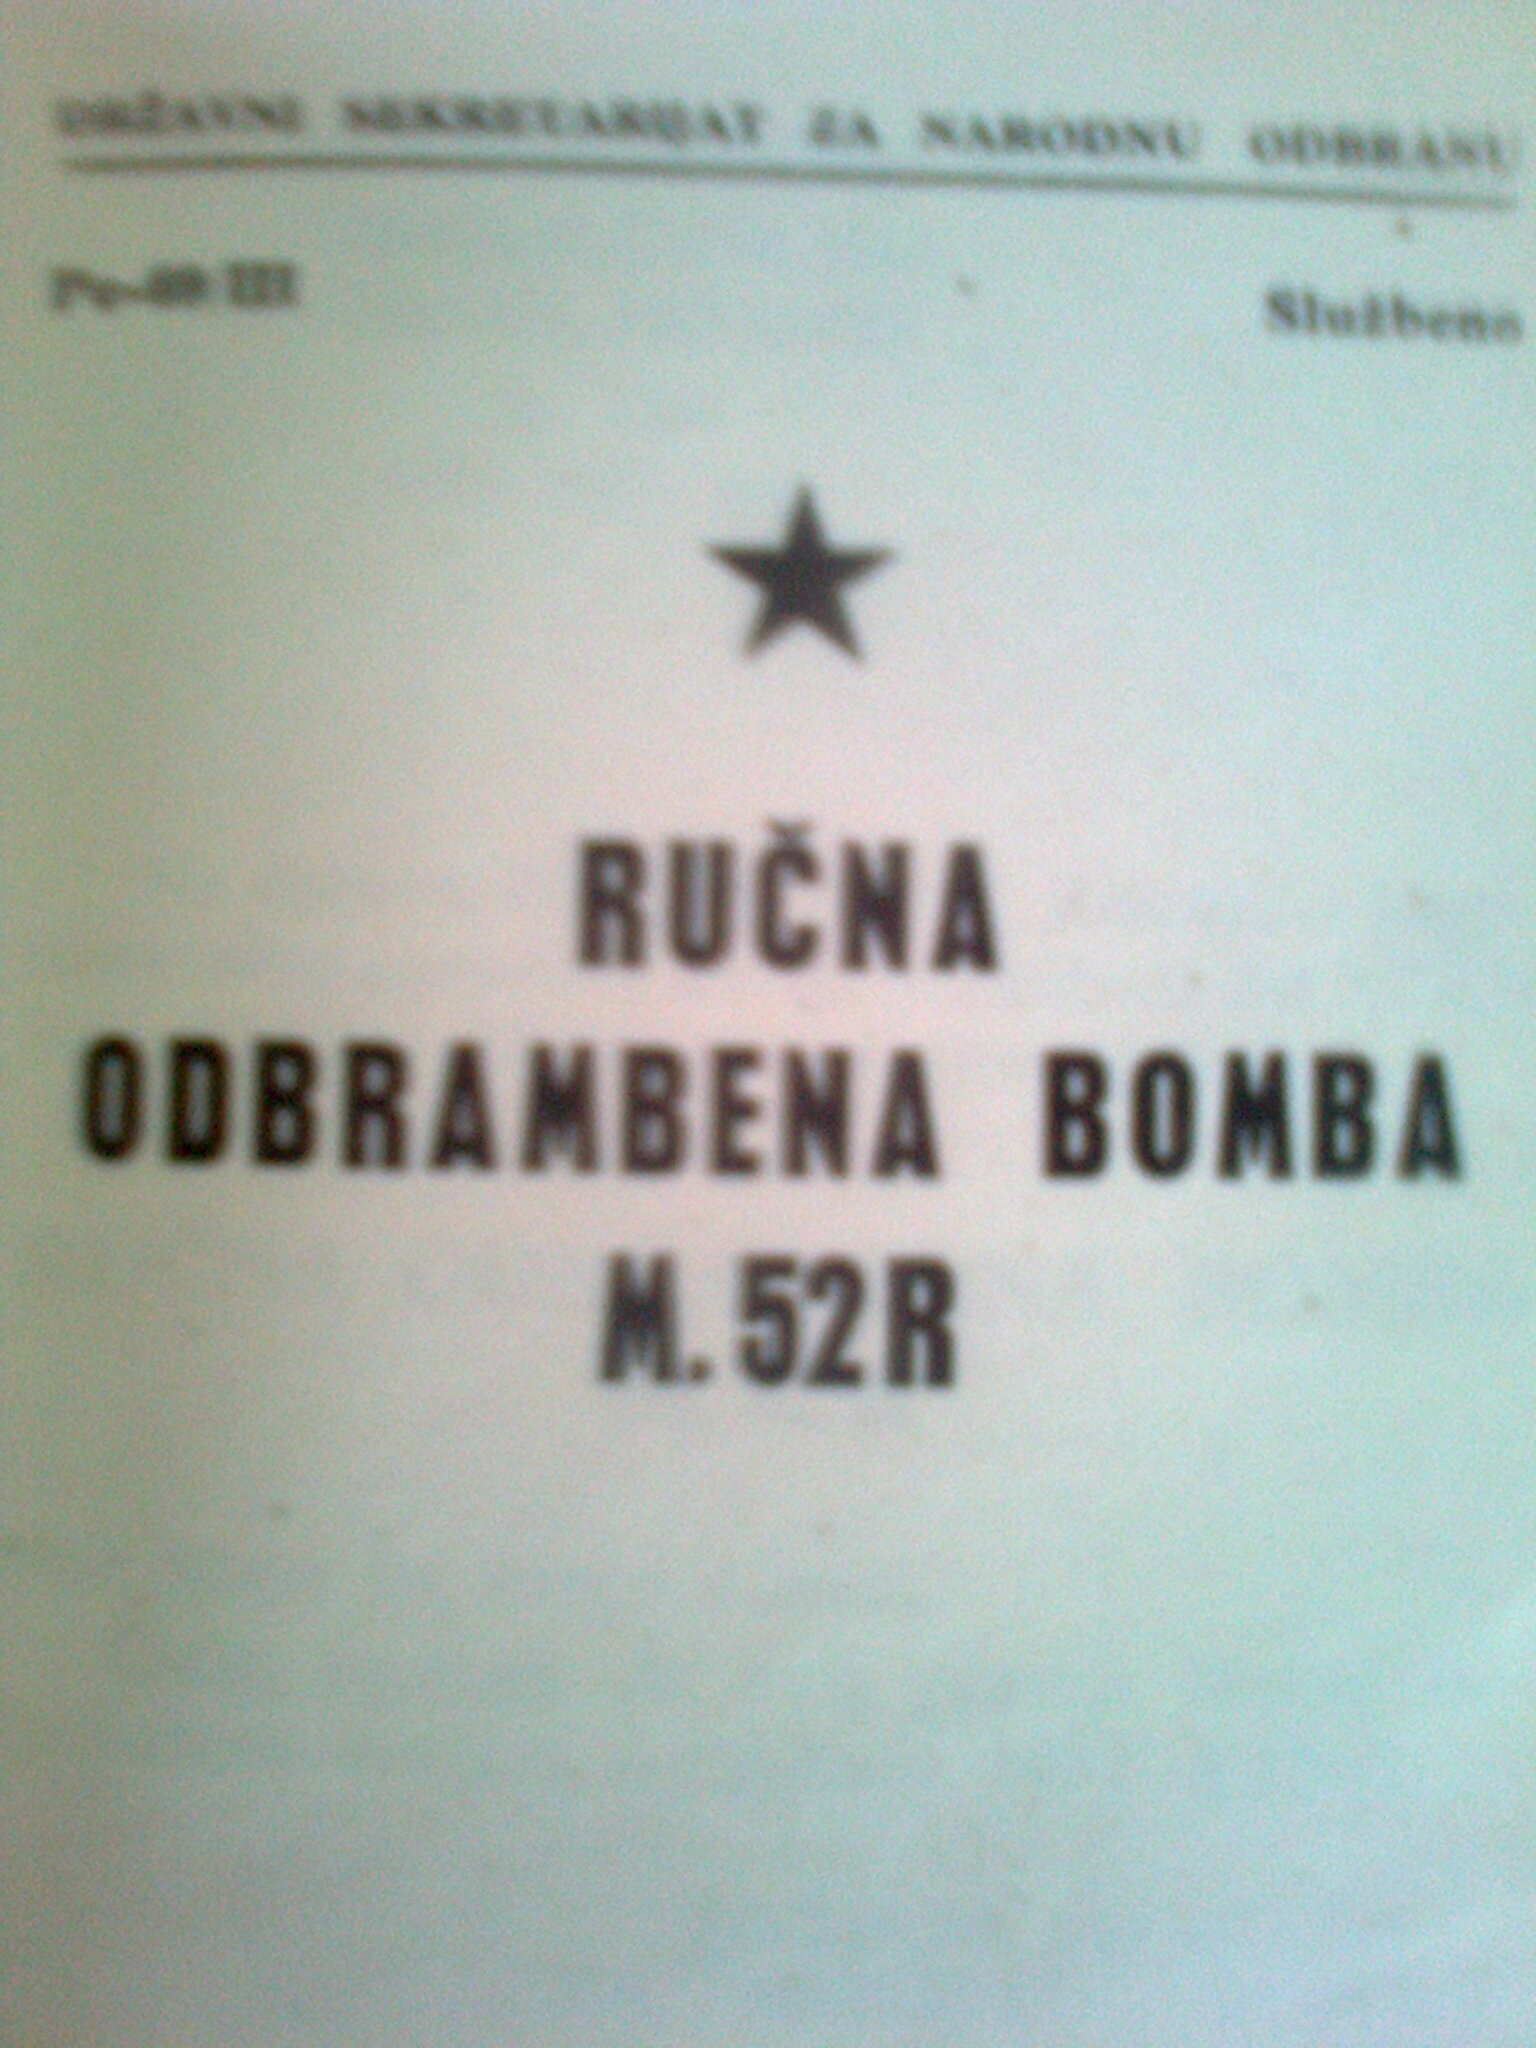 DRŽAVNI SEKRETARIJAT ZA NARODNU ODBRANU
Službeno
RUČNA
ODBRAMBENA BOMBA
M. 52R